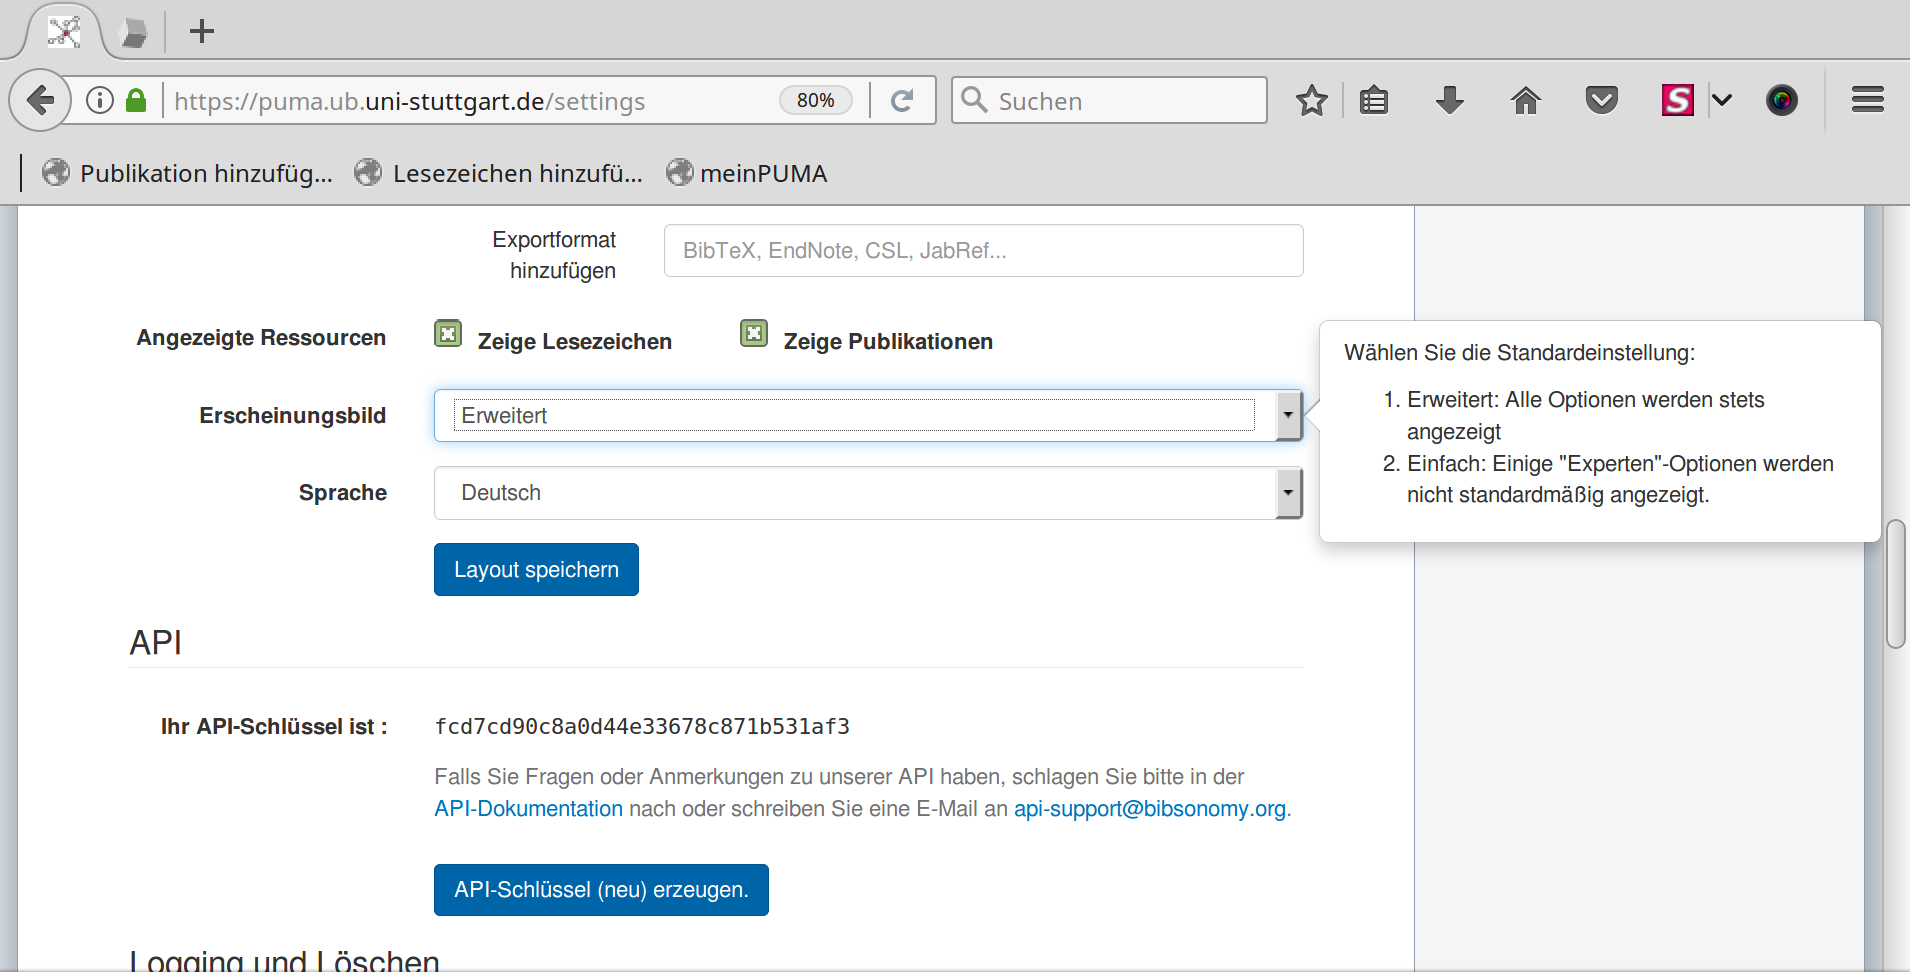 https://puma.ub.uni-stuttgart.de/settings
80%
Suchen
S
Publikation hinzufüg...
Lesezeichen hinzufü...
meinPUMA
Exportformat
hinzufügen
BibTeX, EndNote, CSL, JabRef...
Angezeigte Ressourcen
Zeige Lesezeichen
Zeige Publikationen
Erscheinungsbild
Erweitert
Wählen Sie die Standardeinstellung:
1. Erweitert: Alle Optionen werden stets
angezeigt
2. Einfach: Einige "Experten"-Optionen werden
nicht standardmäßig angezeigt.
Sprache
Deutsch
Layout speichern
API
Ihr API-Schlüssel ist :
fcd7cd90c8a0d44e33678c871b531af3
Falls Sie Fragen oder Anmerkungen zu unserer API haben, schlagen Sie bitte in der
API-Dokumentation nach oder schreiben Sie eine E-Mail an api-support@bibsonomy.org.
API-Schlüssel (neu) erzeugen.
Logging und Löschen